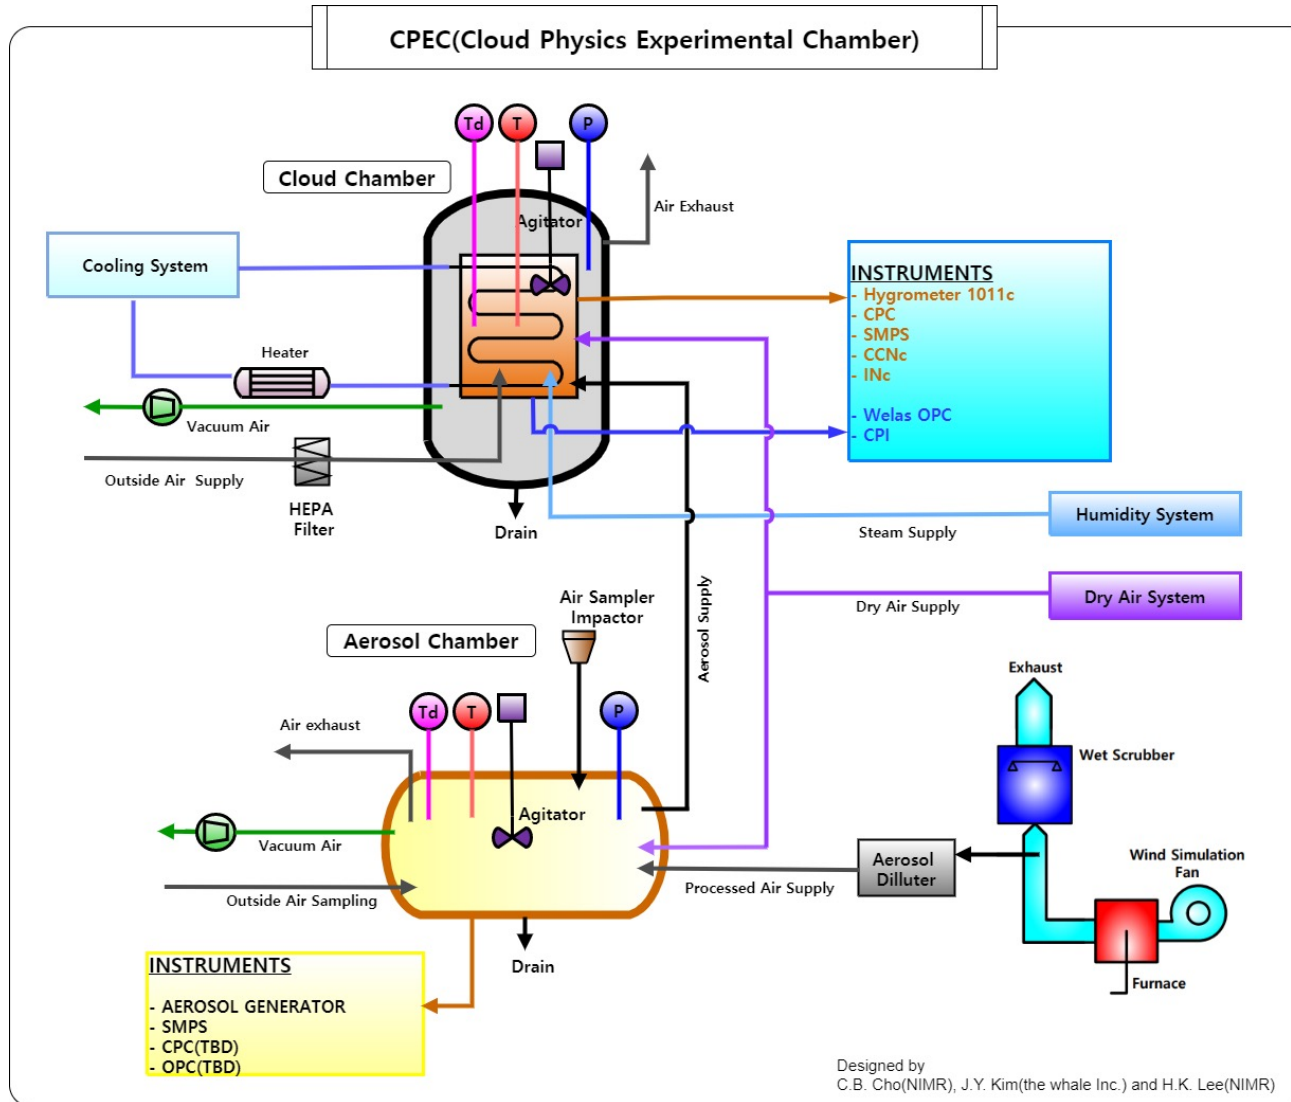 CPEC(Cloud Physics Experimental Chamber)
Td
T
P
Cloud Chamber
Agitator
Air Exhaust
Cooling System
INSTRUMENTS
- Hygrometer 1011c
- CPC
- SMPS
- CCNc
- INc
- Welas OPC
- CPI
Heater
Vacuum Air
Outside Air Supply
HEPA
Filter
Drain
Steam Supply
Humidity System
Dry Air Supply
Dry Air System
Aerosol Supply
Air Sampler
Impactor
Aerosol Chamber
Td
T
P
Air exhaust
Agitator
Vacuum Air
Outside Air Sampling
Processed Air Supply
Aerosol
Dilluter
Exhaust
Wet Scrubber
Wind Simulation
Fan
Furnace
Drain
INSTRUMENTS
- AEROSOL GENERATOR
- SMPS
- CPC(TBD)
- OPC(TBD)
Designed by
C.B. Cho(NIMR), J.Y. Kim(the whale Inc.) and H.K. Lee(NIMR)